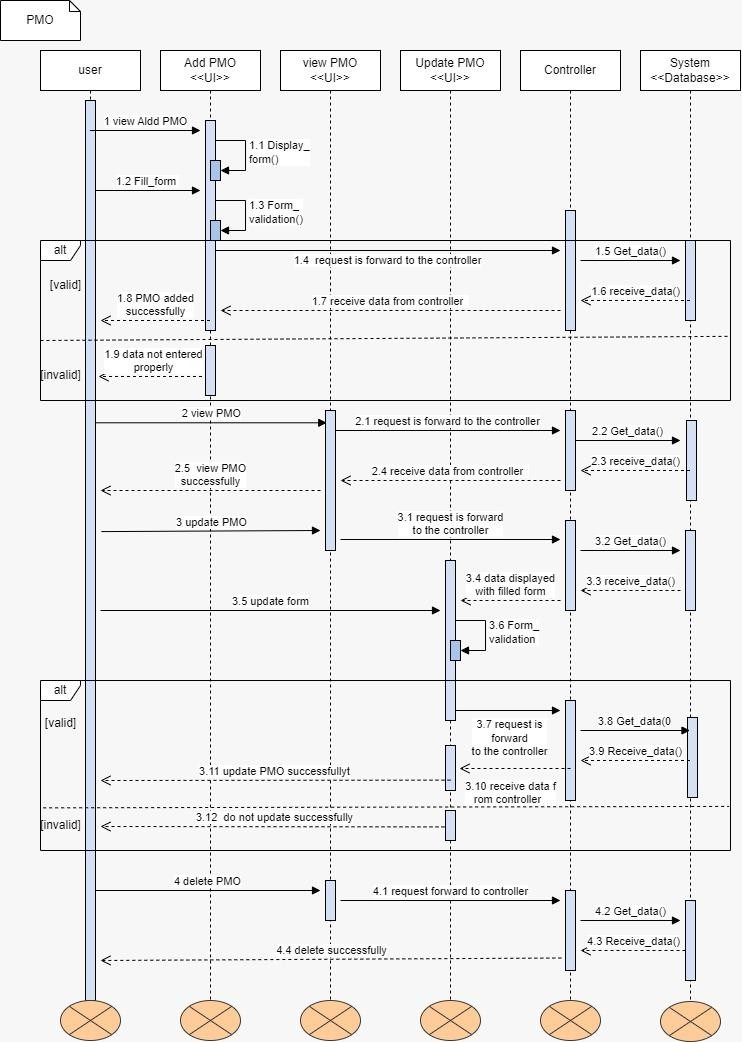 PMO
user
Add PMO
<<UI>>
view PMO
<<UI>>
Update PMO
<<UI>>
Controller
System
<<Database>>
1 view Aldd PMO
1.1 Display_
form()
1.2 Fill_form
1.3 Form_
validation()
alt
[valid]
1.4 request is forward to the controller
1.5 Get_data()
1.6 receive_data()
1.7 receive data from controller
1.8 PMO added
successfully
1.9 data not entered
properly
[invalid]
2 view PMO
2.1 request is forward to the controller
2.2 Get_data()
2.3 receive_data()
2.4 receive data from controller
2.5 view PMO
successfully
3 update PMO
3.1 request is forward
to the controller
3.2 Get_data()
3.3 receive_data()
3.4 data displayed
with filled form
3.5 update form
3.6 Form_
validation
alt
[valid]
3.7 request is
forward
to the controller
3.8 Get_data(0
3.9 Receive_data()
3.10 receive data f
rom controller
3.11 update PMO successfullyt
3.12 do not update successfully
[invalid]
4 delete PMO
4.1 request forward to controller
4.2 Get_data()
4.3 Receive_data()
4.4 delete successfully